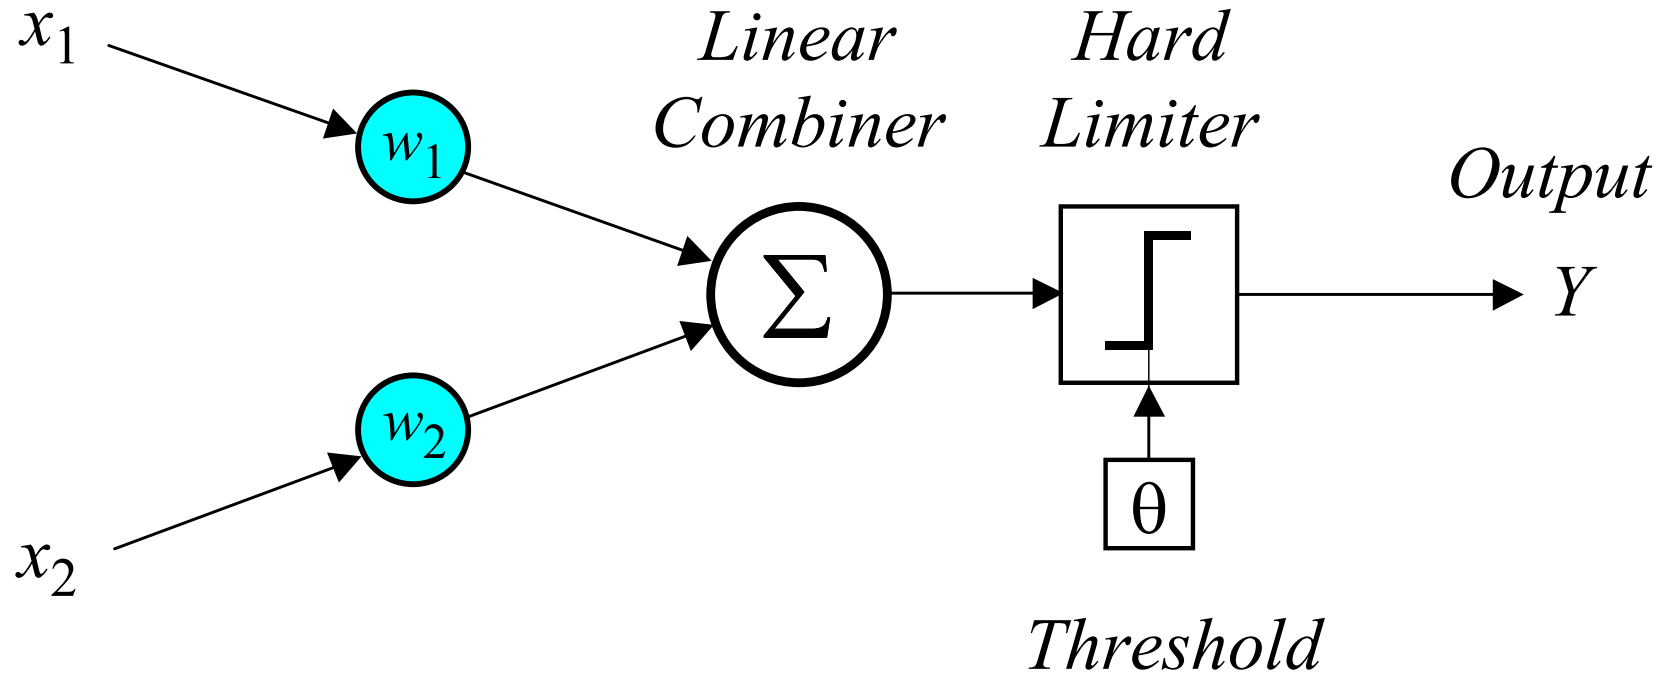 x1
Linear
Combiner
Hard
Limiter
w1
Output
Σ
Y
w2
θ
x2
Threshold